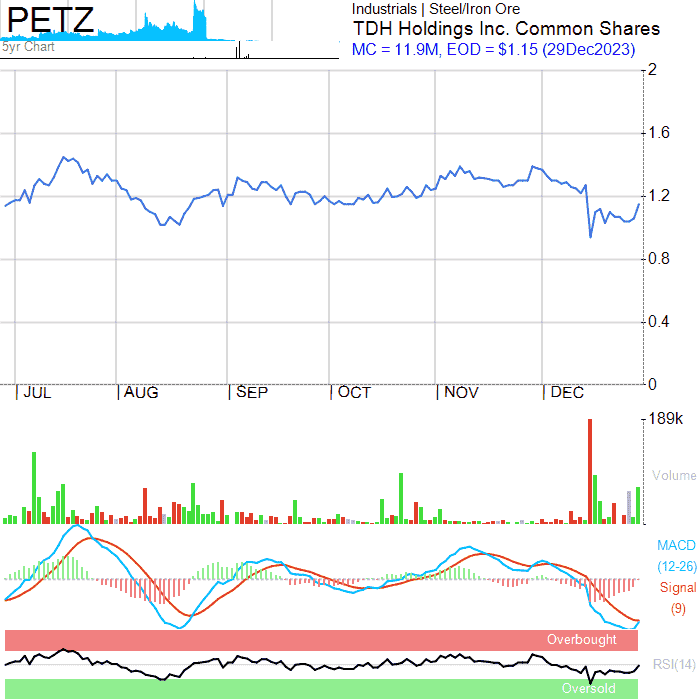 PETZ
5yr Chart
Industrials | Steel/Iron Ore
TDH Holdings Inc. Common Shares
MC = 11.9M, EOD = $1.15 (29Dec2023)
2
1.6
1.2
0.8
0.4
0
| JUL | AUG | SEP | OCT | NOV | DEC
189k
Volume
MACD
(12-26)
Signal
(9)
Overbought
RSI(14)
Oversold